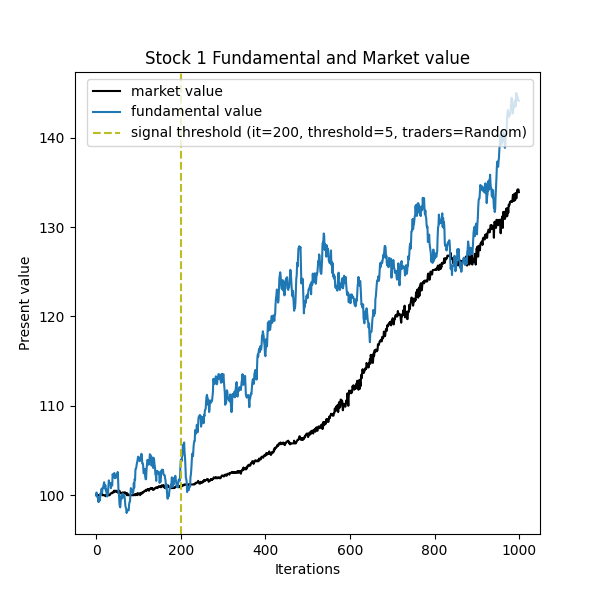 Stock 1 Fundamental and Market value
market value
fundamental value
signal threshold (it=200, threshold=5, traders=Random)
140
130
120
110
100
Present value
0 200 400 600 800 1000
Iterations